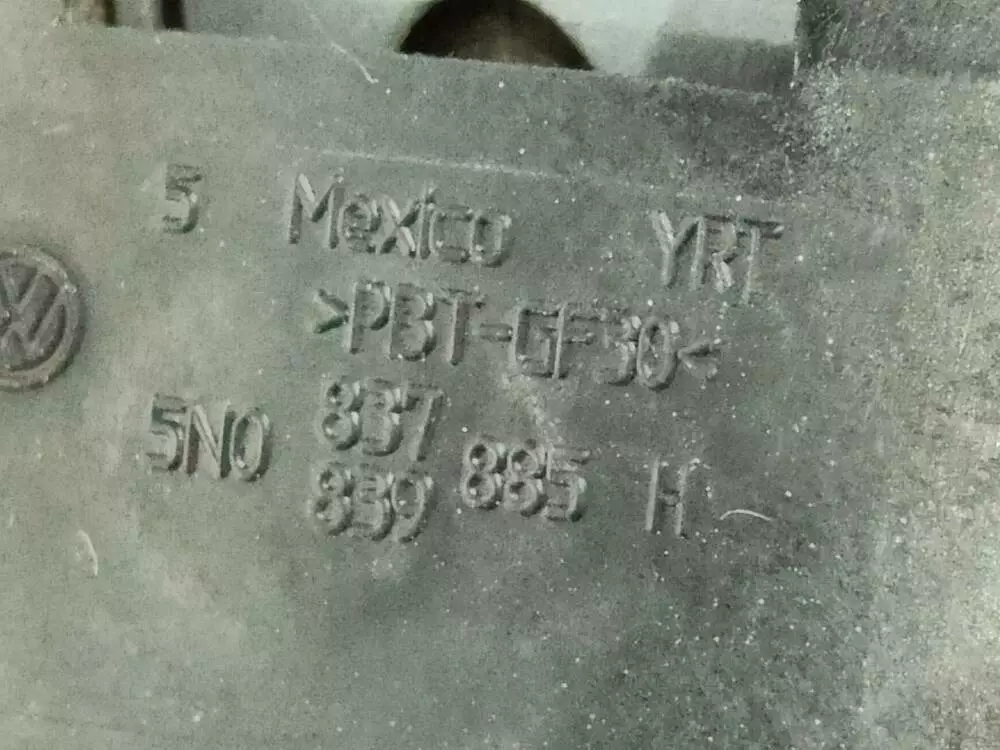 5 Mexico YRT
>PBT-GF30<
837
5N0 885 H
839